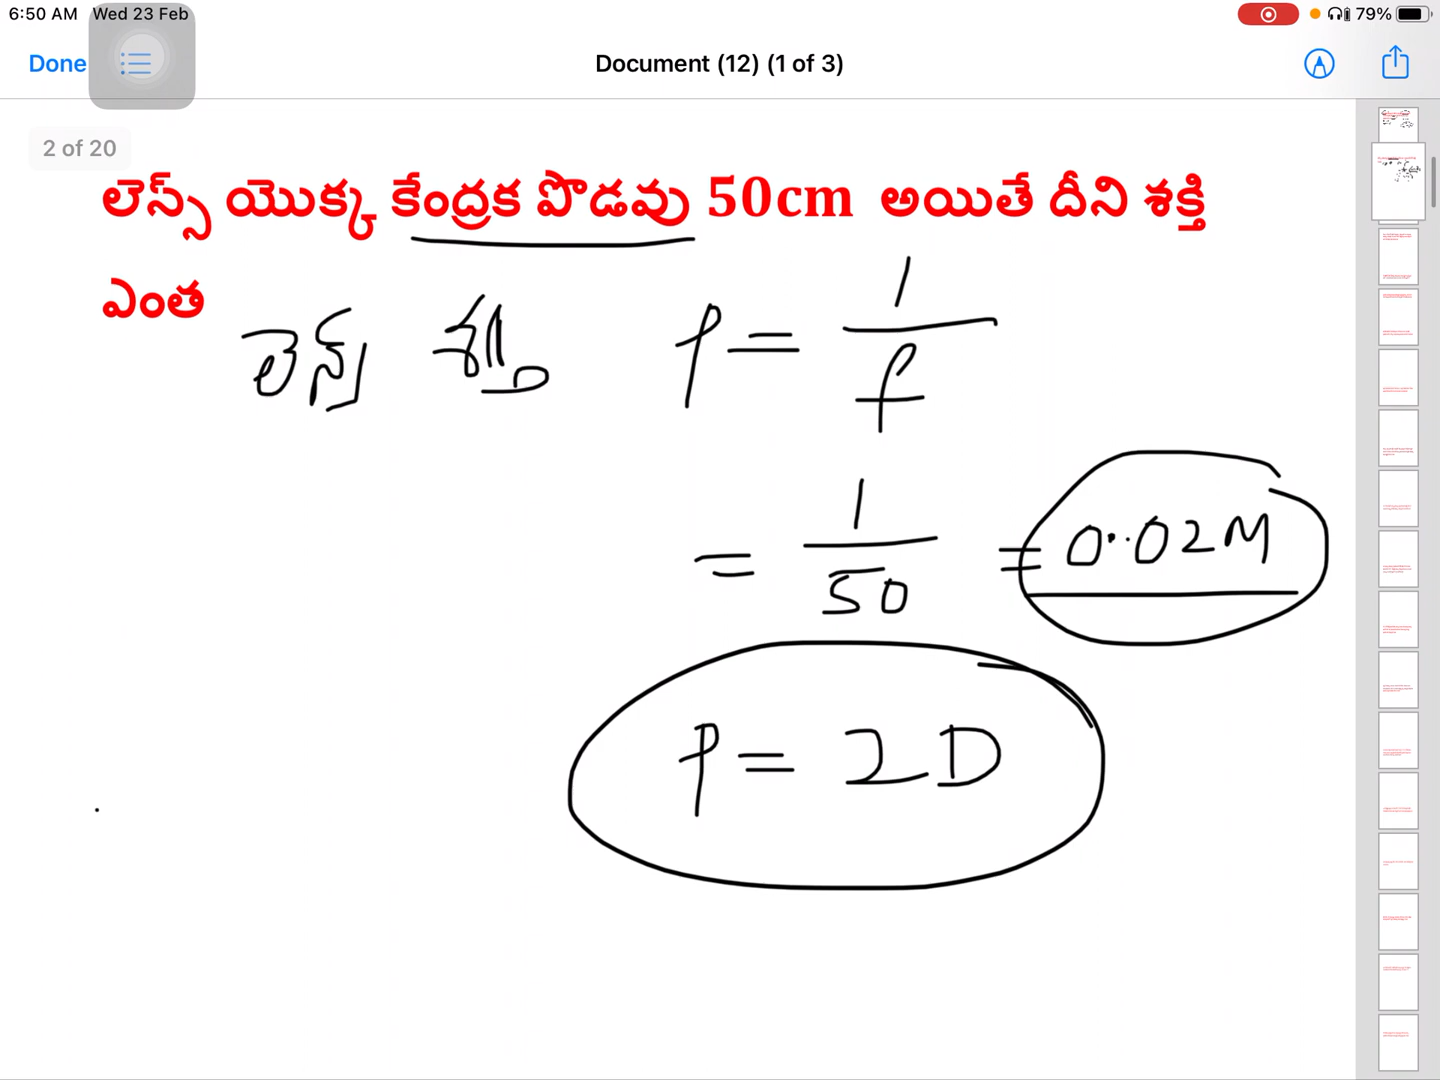 6:50 AM Wed 23 Feb
79%
Done
Document (12) (1 of 3)
2 of 20
లెన్స్ యొక్క కేంద్రక పొడవు 50cm అయితే దీని శక్తి
ఎంత
లెన్స్ P = 1/f
= 1/50 = 0.02M
P = 2D